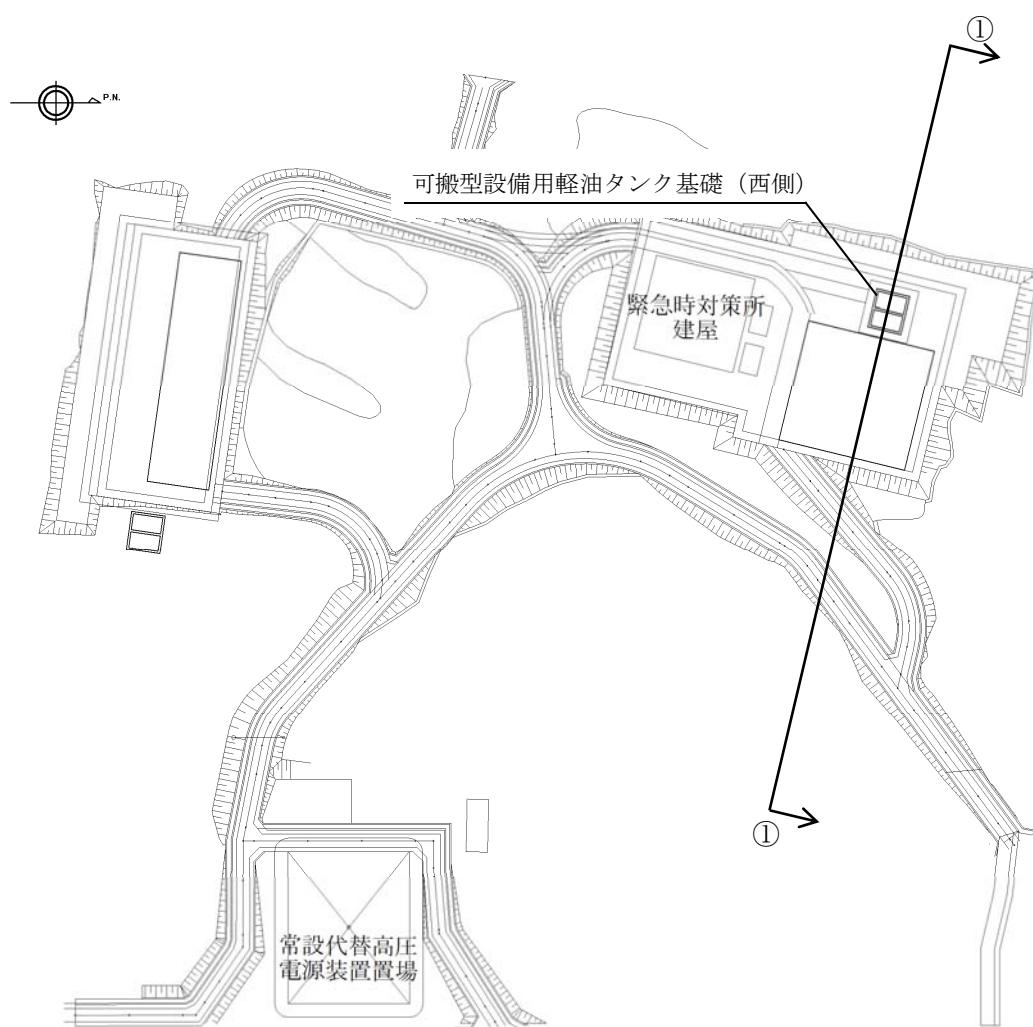 ①
P.N.
可搬型設備用軽油タンク基礎（西側）
緊急時対策所
建屋
①
常設代替高圧
電源装置置場